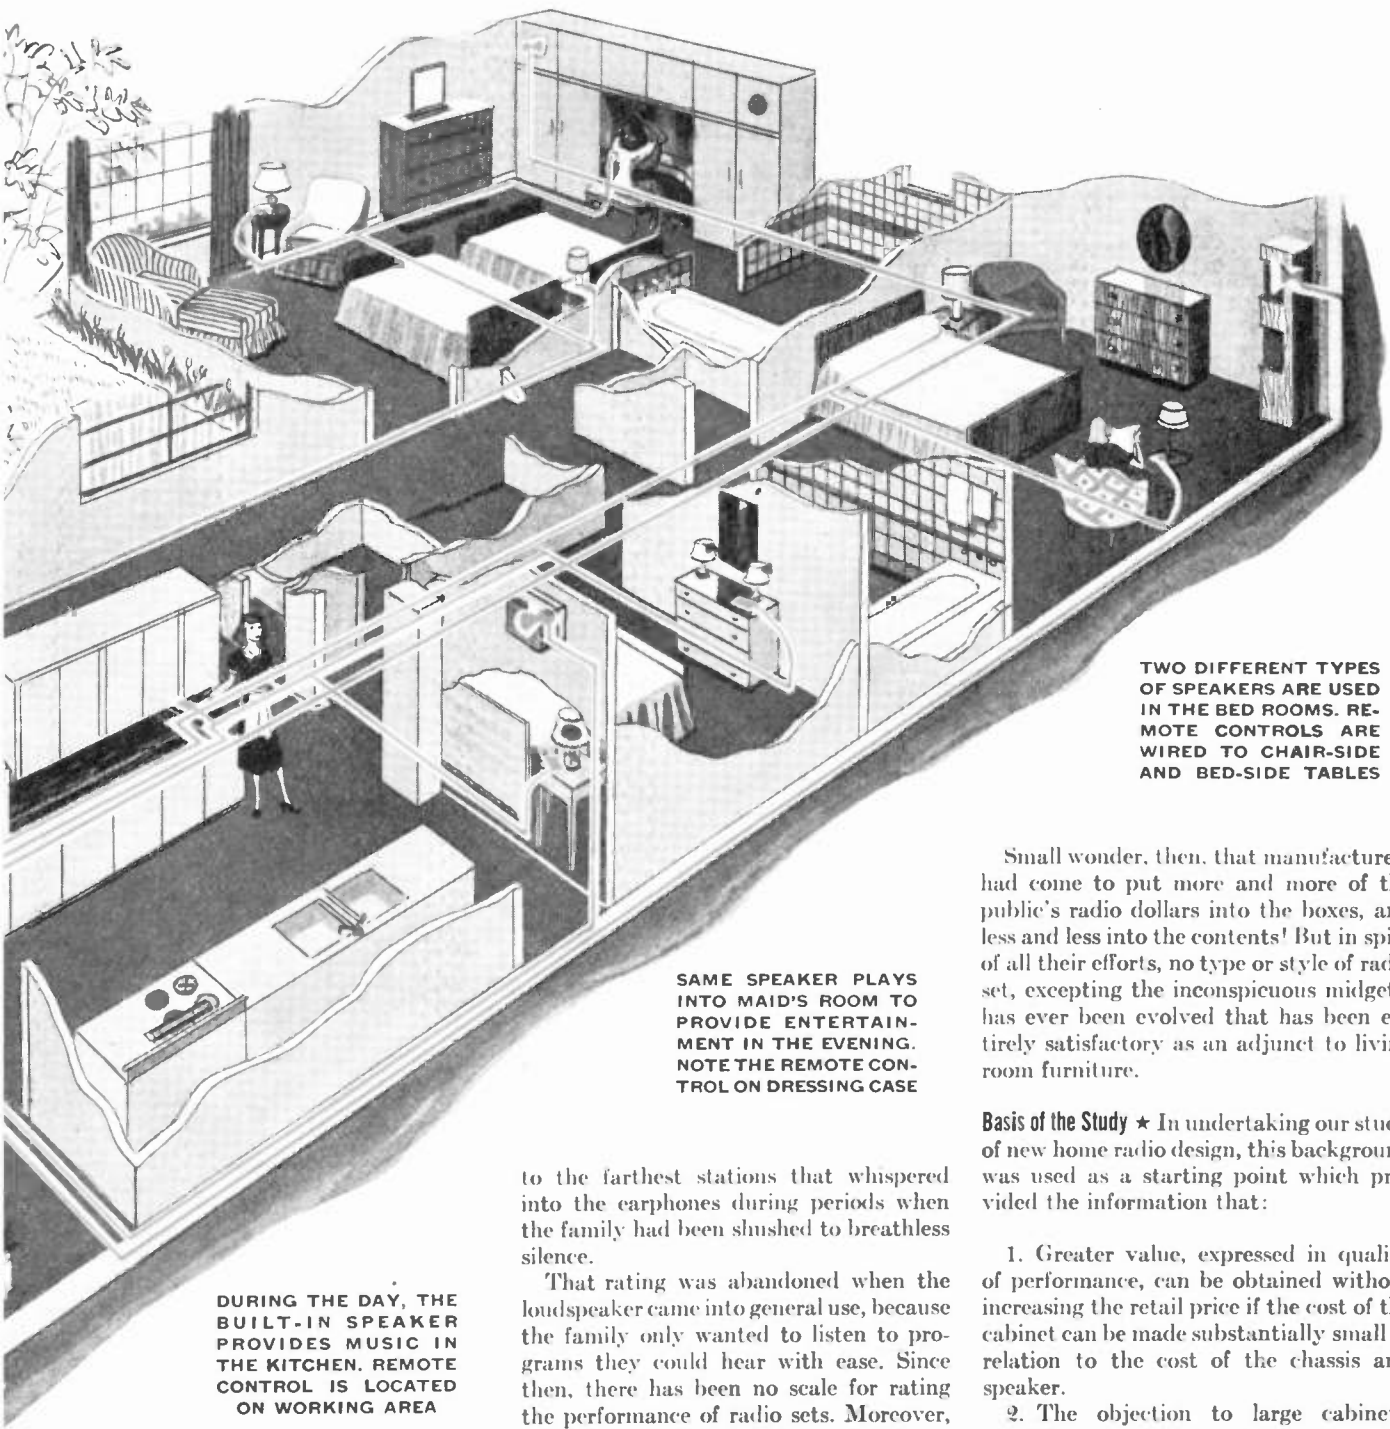 TWO DIFFERENT TYPES
OF SPEAKERS ARE USED
IN THE BED ROOMS. RE-
MOTE CONTROLS ARE
WIRED TO CHAIR-SIDE
AND BED-SIDE TABLES
SAME SPEAKER PLAYS
INTO MAID'S ROOM TO
PROVIDE ENTERTAIN-
MENT IN THE EVENING.
NOTE THE REMOTE CON-
TROL ON DRESSING CASE
DURING THE DAY, THE
BUILT-IN SPEAKER
PROVIDES MUSIC IN
THE KITCHEN. REMOTE
CONTROL IS LOCATED
ON WORKING AREA
to the farthest stations that whispered
into the earphones during periods when
the family had been shushed to breathless
silence.
That rating was abandoned when the
loudspeaker came into general use, because
the family only wanted to listen to pro-
grams they could hear with ease. Since
then, there has been no scale for rating
the performance of radio sets. Moreover,
Small wonder, then, that manufacture
had come to put more and more of th
public's radio dollars into the boxes, an
less and less into the contents! But in spi
of all their efforts, no type or style of rad
set, excepting the inconspicuous midget
has ever been evolved that has been e
tirely satisfactory as an adjunct to livin
room furniture.
Basis of the Study ★ In undertaking our stud
of new home radio design, this backgroun
was used as a starting point which pr
vided the information that:
1. Greater value, expressed in quali
of performance, can be obtained withou
increasing the retail price if the cost of th
cabinet can be made substantially small
relation to the cost of the chassis an
speaker.
2. The objection to large cabine